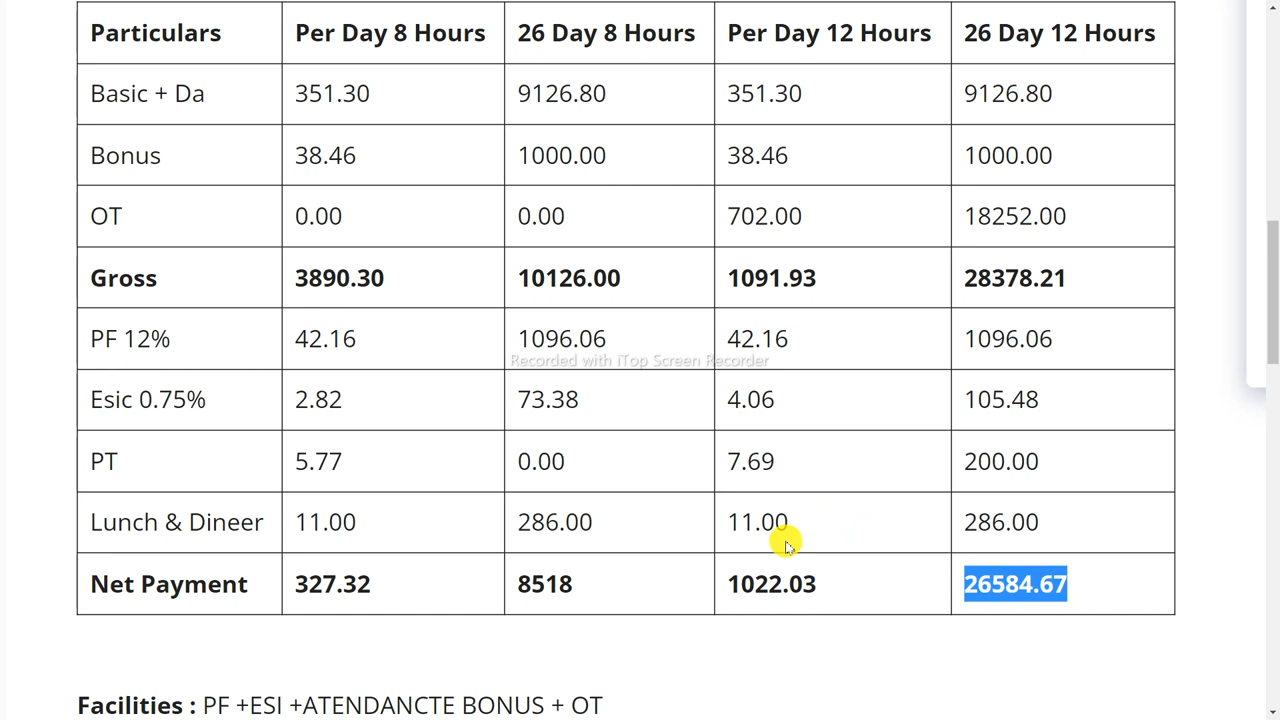 Particulars Per Day 8 Hours 26 Day 8 Hours Per Day 12 Hours 26 Day 12 Hours
Basic + Da 351.30 9126.80 351.30 9126.80
Bonus 38.46 1000.00 38.46 1000.00
OT 0.00 0.00 702.00 18252.00
Gross 3890.30 10126.00 1091.93 28378.21
PF 12% 42.16 1096.06 42.16 1096.06
Recorded with iTop Screen Recorder
Esic 0.75% 2.82 73.38 4.06 105.48
PT 5.77 0.00 7.69 200.00
Lunch & Dineer 11.00 286.00 11.00 286.00
Net Payment 327.32 8518 1022.03 26584.67
Facilities : PF +ESI +ATENDANCTE BONUS + OT